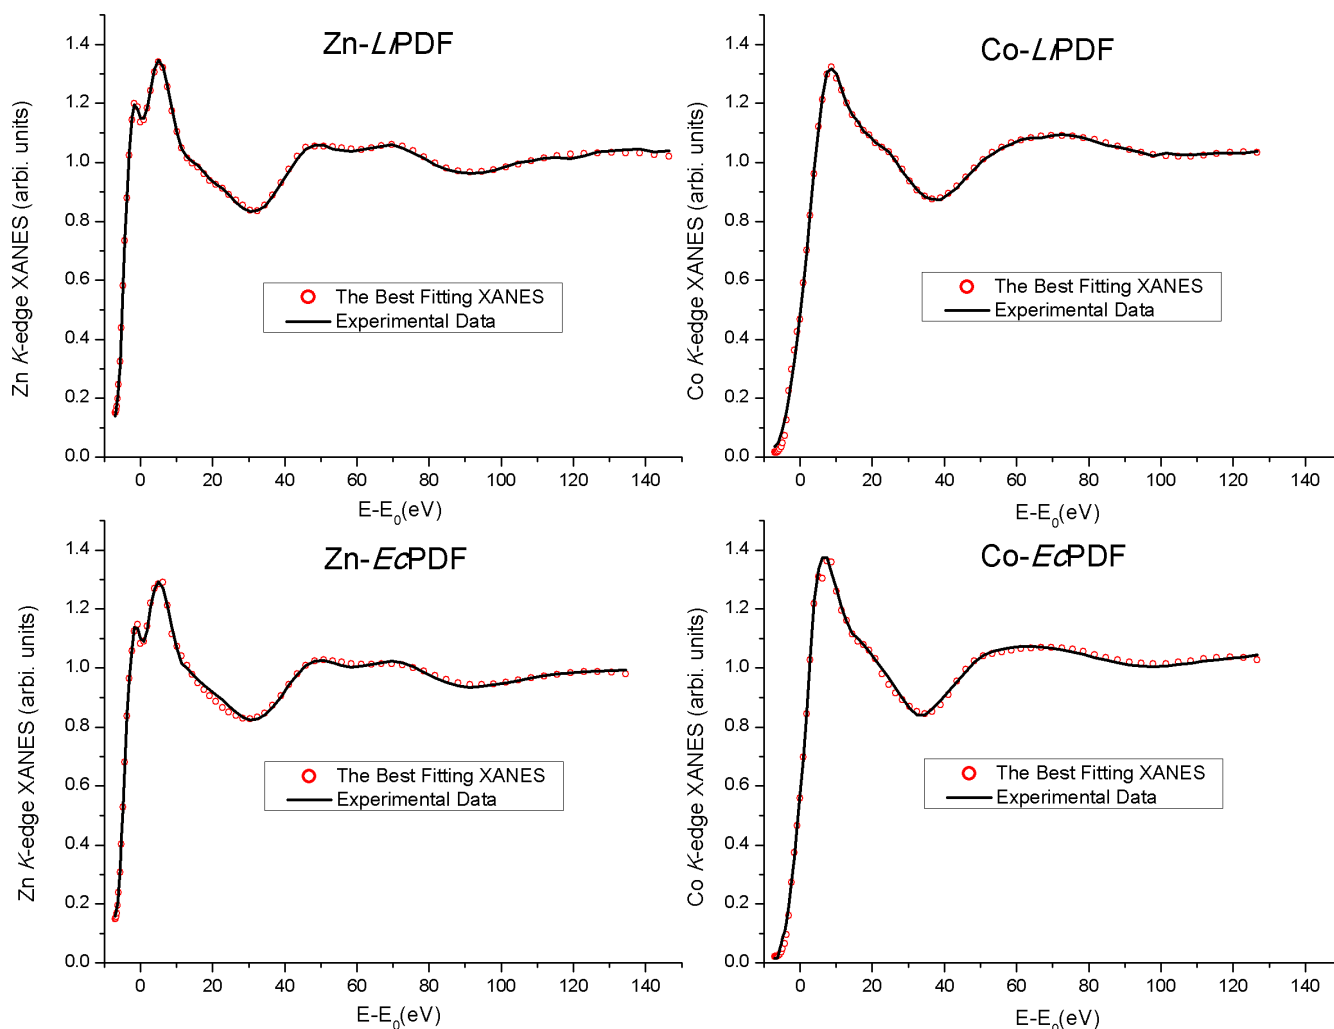 Zn-LiPDF
Zn K-edge XANES (arbi. units)
1.4
1.2
1.0
0.8
0.6
0.4
0.2
0.0
The Best Fitting XANES
Experimental Data
0 20 40 60 80 100 120 140
E-E0(eV)
Co-LiPDF
Co K-edge XANES (arbi. units)
1.4
1.2
1.0
0.8
0.6
0.4
0.2
0.0
The Best Fitting XANES
Experimental Data
0 20 40 60 80 100 120 140
E-E0(eV)
Zn-EcPDF
Zn K-edge XANES (arbi. units)
1.4
1.2
1.0
0.8
0.6
0.4
0.2
0.0
The Best Fitting XANES
Experimental Data
0 20 40 60 80 100 120 140
E-E0(eV)
Co-EcPDF
Co K-edge XANES (arbi. units)
1.4
1.2
1.0
0.8
0.6
0.4
0.2
0.0
The Best Fitting XANES
Experimental Data
0 20 40 60 80 100 120 140
E-E0(eV)